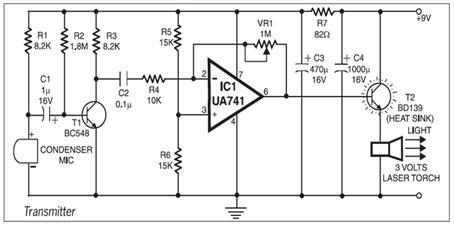 R1
8.2K
R2
1.8M
R3
8.2K
R5
15K
VR1
1M
R7
82Ω
+9V
C1
1µ
16V
+
T1
BC548
C2
0.1µ
R4
10K
2
-
7
IC1
UA741
6
3
+
4
C3
470µ
16V
+
C4
1000µ
16V
+
T2
BD139
(HEAT SINK)
LIGHT
+
CONDENSER
MIC
-
R6
15K
3 VOLTS
LASER TORCH
0V
Transmitter